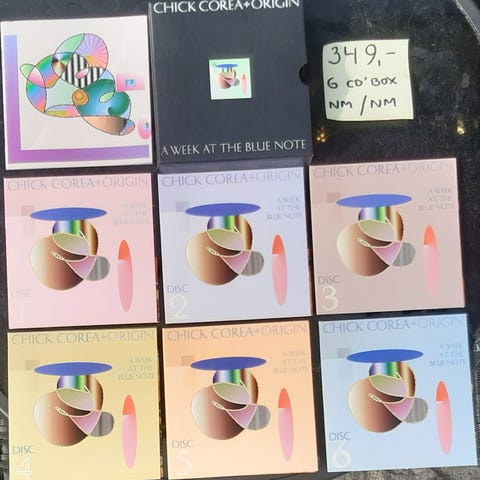 CHICK COREA+ORIGIN
A WEEK AT THE BLUE NOTE
349,-
6 CD'BOX
NM/NM
CHICK COREA+ORIGIN
A WEEK
AT THE
BLUE NOTE
DISC
1
CHICK COREA+ORIGIN
A WEEK
AT THE
BLUE NOTE
DISC
2
CHICK COREA+ORIGIN
A WEEK
AT THE
BLUE NOTE
DISC
3
CHICK COREA+ORIGIN
A WEEK
AT THE
BLUE NOTE
DISC
4
CHICK COREA+ORIGIN
A WEEK
AT THE
BLUE NOTE
DISC
5
CHICK COREA+ORIGIN
A WEEK
AT THE
BLUE NOTE
DISC
6